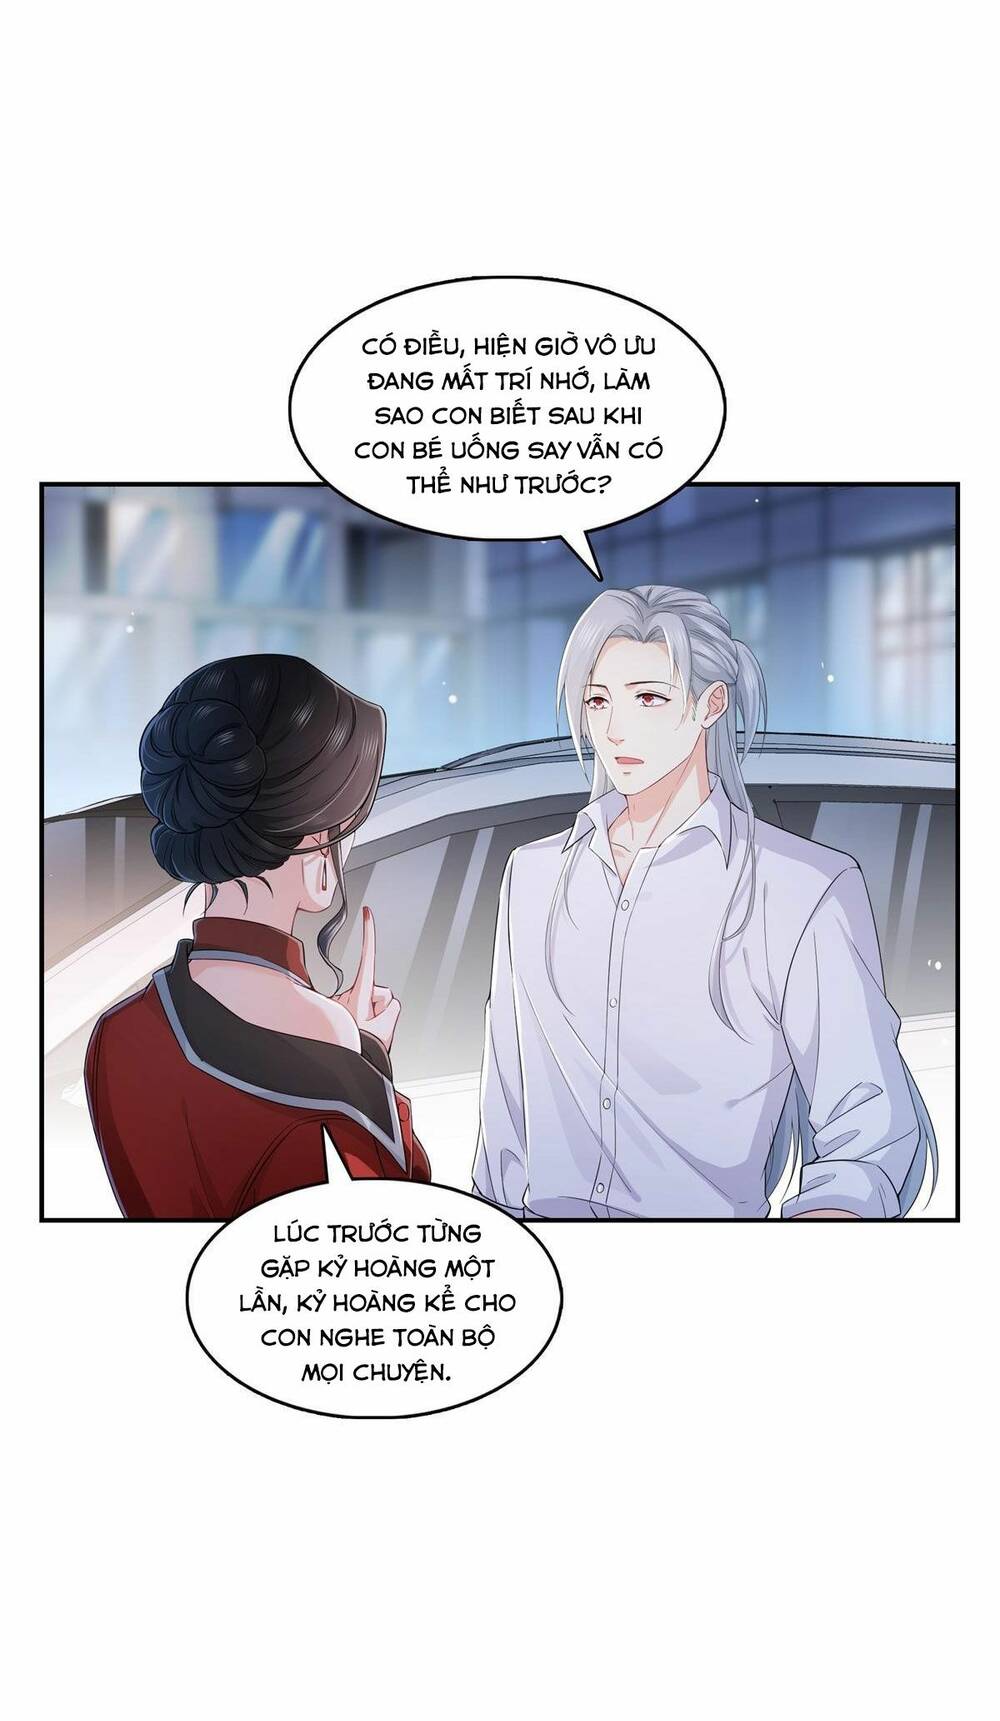 CÓ ĐIỀU, HIỆN GIỜ VÔ ƯU
ĐANG MẤT TRÍ NHỚ, LÀM
SAO CON BIẾT SAU KHI
CON BÉ UỐNG SAY VẪN CÓ
THỂ NHƯ TRƯỚC?
LÚC TRƯỚC TỪNG
GẶP KỶ HOÀNG MỘT
LẦN, KỶ HOÀNG KỂ CHO
CON NGHE TOÀN BỘ
MỌI CHUYỆN.